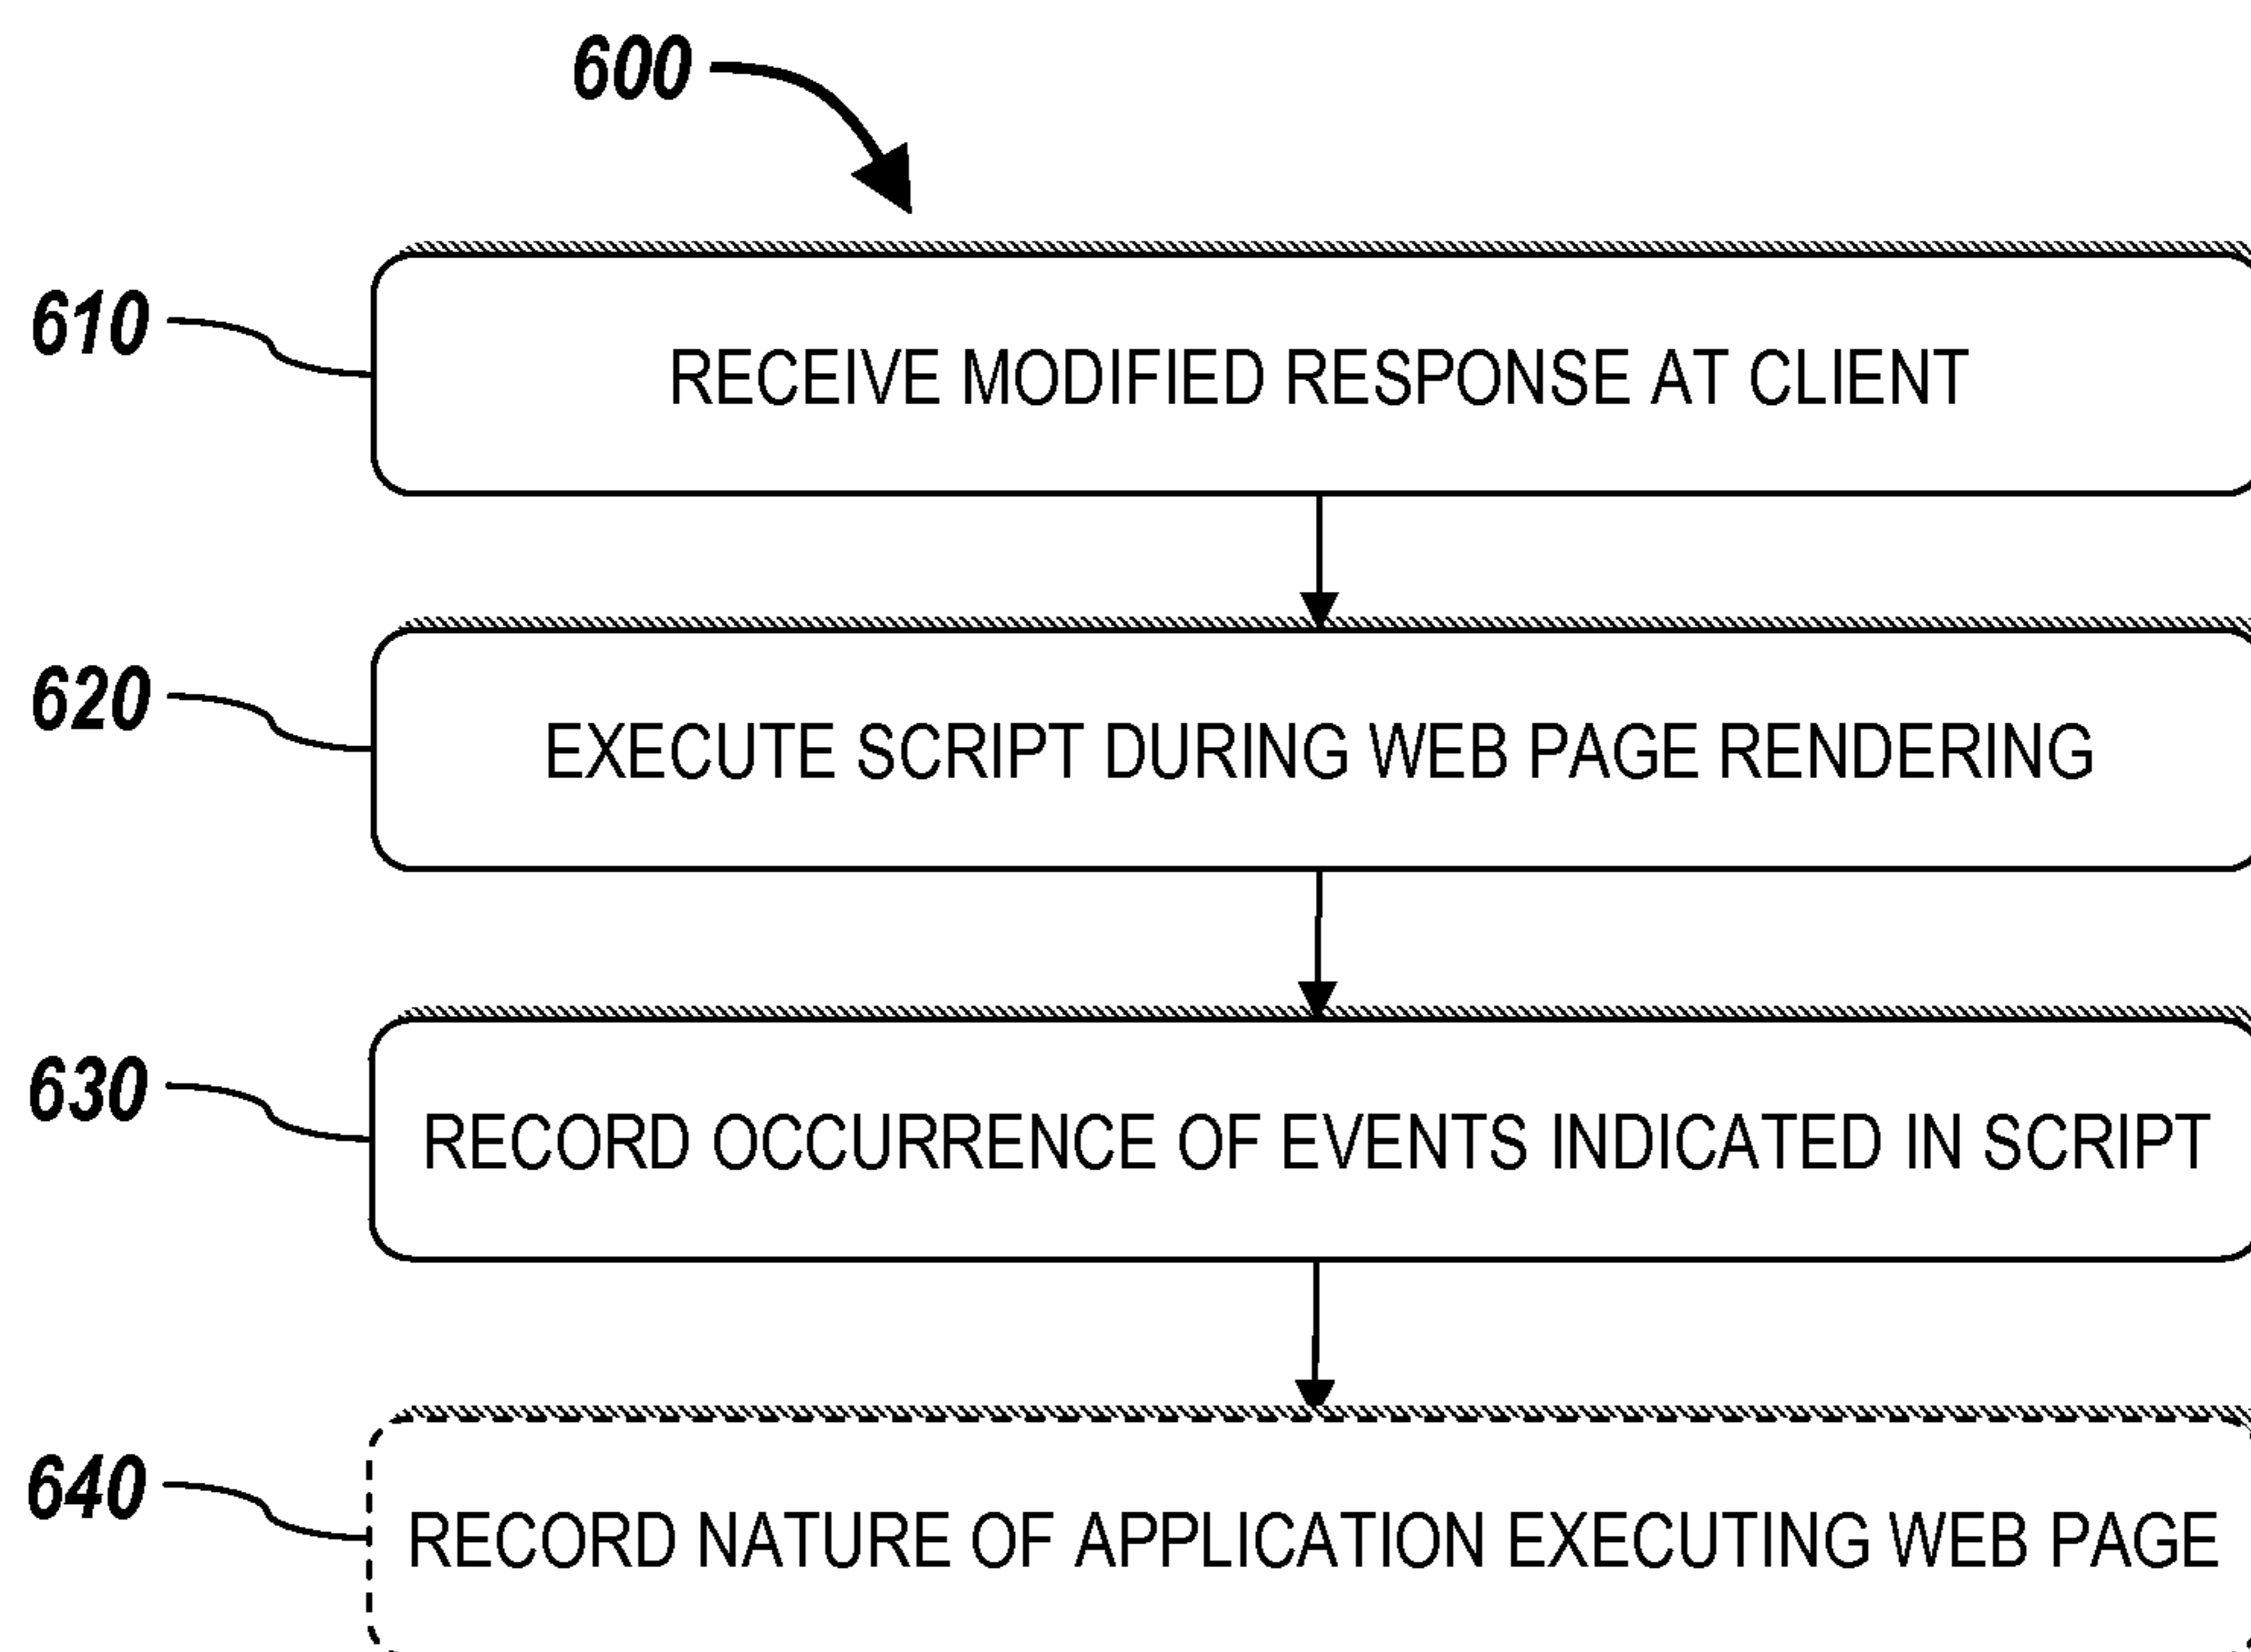 600
610
RECEIVE MODIFIED RESPONSE AT CLIENT
620
EXECUTE SCRIPT DURING WEB PAGE RENDERING
630
RECORD OCCURRENCE OF EVENTS INDICATED IN SCRIPT
640
RECORD NATURE OF APPLICATION EXECUTING WEB PAGE